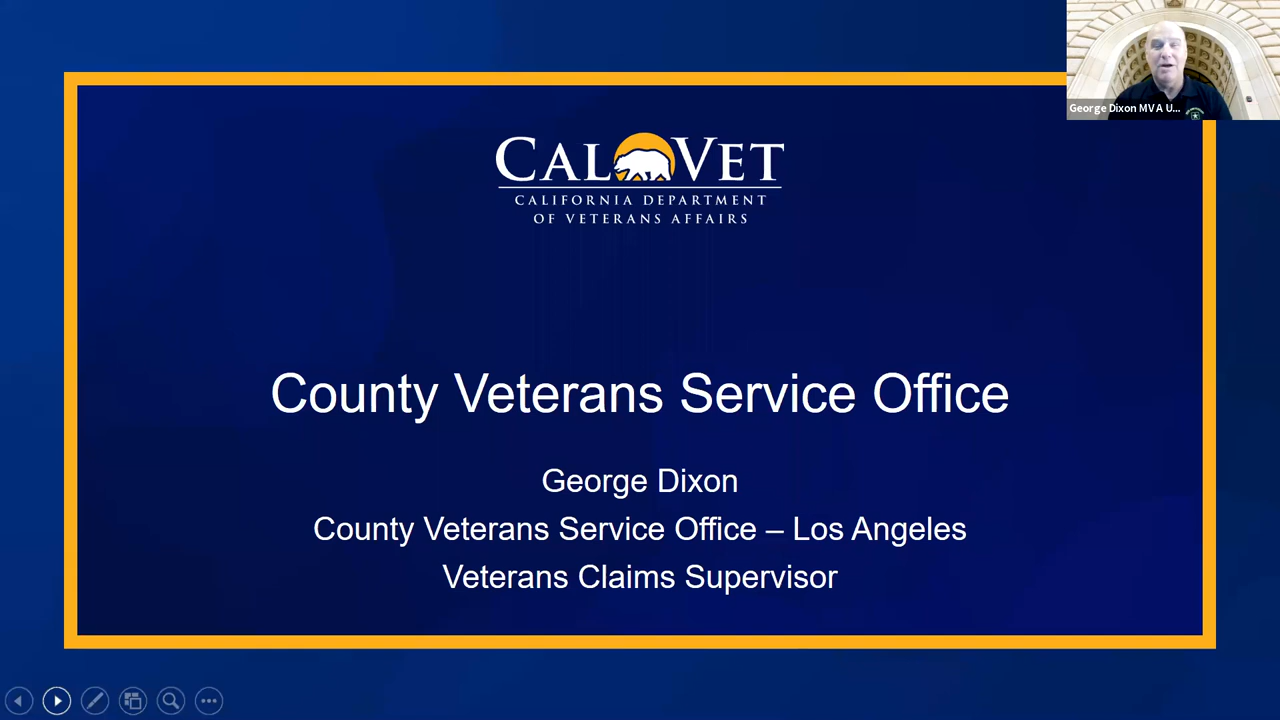 George Dixon MVA U...
CALVET
CALIFORNIA DEPARTMENT
OF VETERANS AFFAIRS
County Veterans Service Office
George Dixon
County Veterans Service Office – Los Angeles
Veterans Claims Supervisor